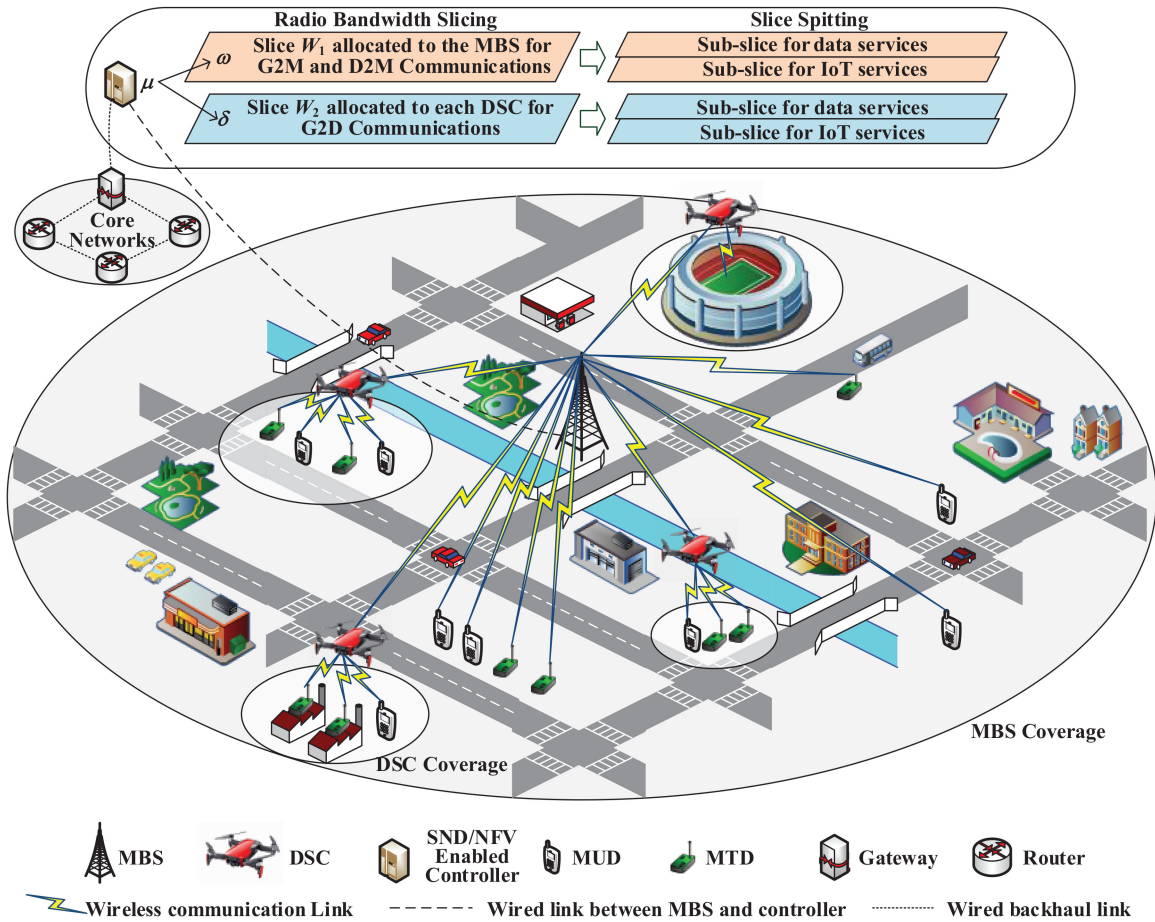 Radio Bandwidth Slicing
Slice Spitting
μ
ω
Slice W1 allocated to the MBS for
G2M and D2M Communications
Sub-slice for data services
Sub-slice for IoT services
δ
Slice W2 allocated to each DSC for
G2D Communications
Sub-slice for data services
Sub-slice for IoT services
Core
Networks
MBS Coverage
DSC Coverage
MBS
DSC
SND/NFV
Enabled
Controller
MUD
MTD
Gateway
Router
Wireless communication Link
Wired link between MBS and controller
Wired backhaul link